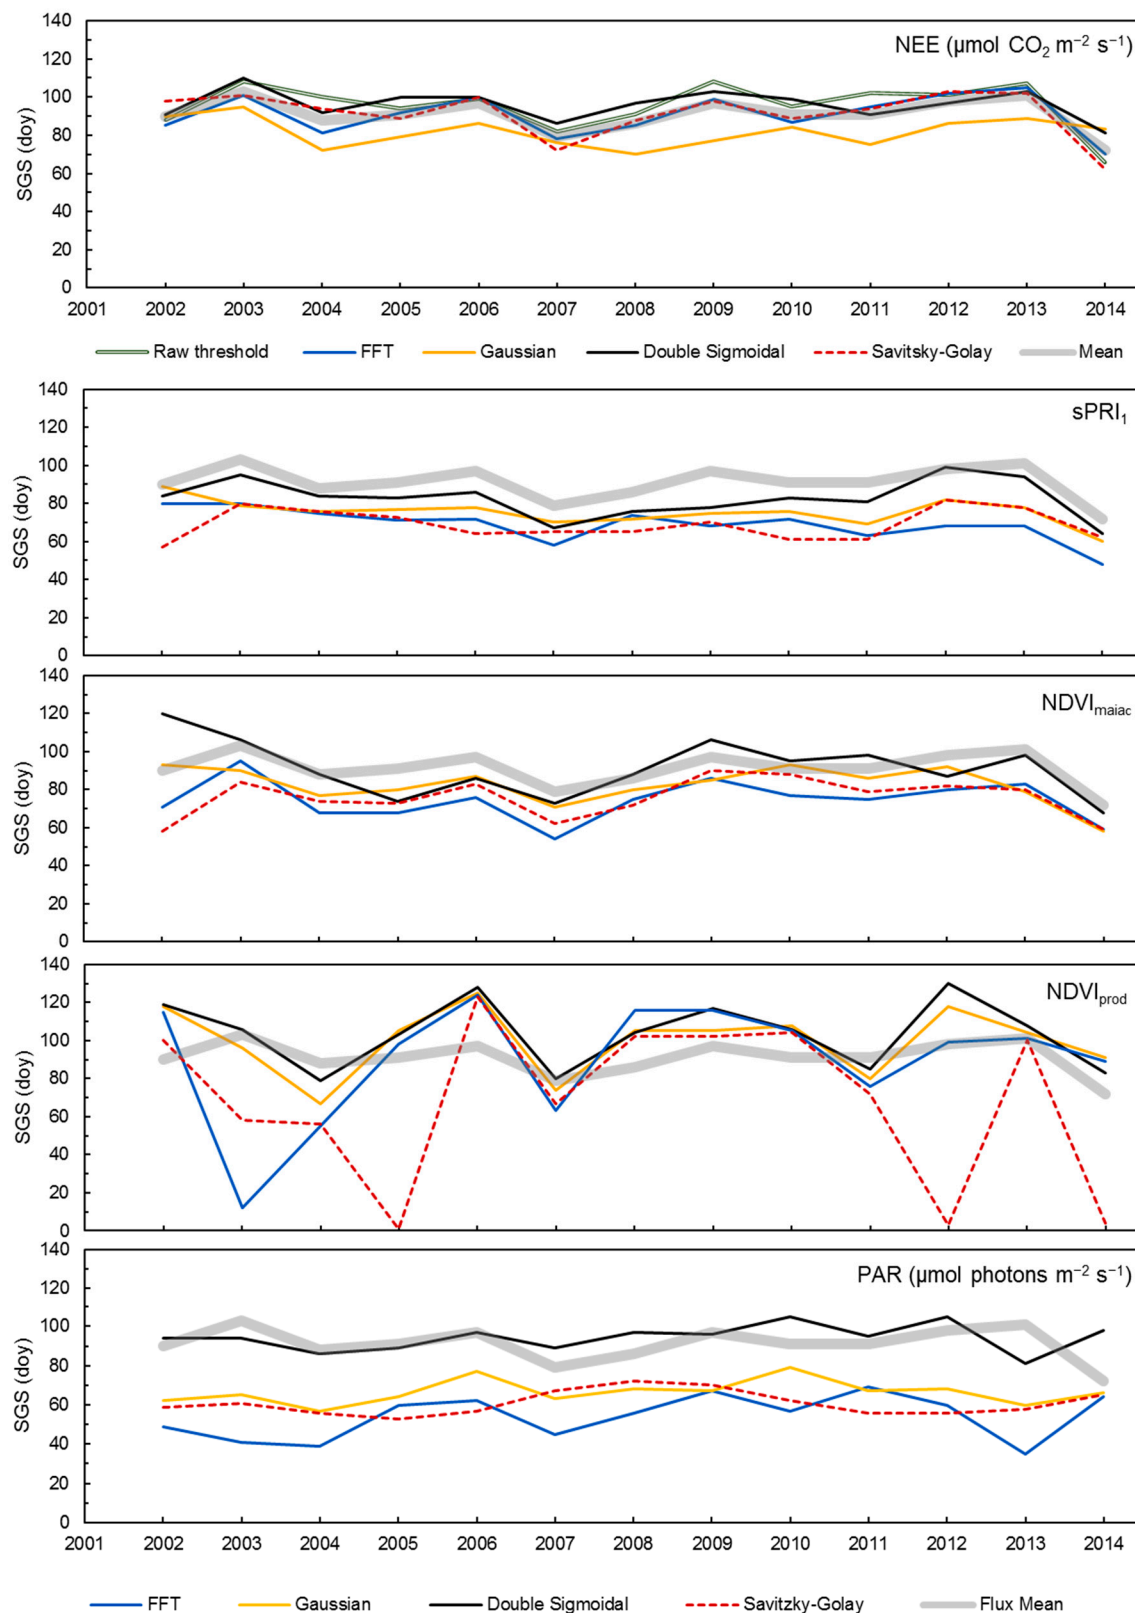 NEE (µmol CO₂ m⁻² s⁻¹)
SGS (doy)
140
120
100
80
60
40
20
0
2001 2002 2003 2004 2005 2006 2007 2008 2009 2010 2011 2012 2013 2014
Raw threshold FFT Gaussian Double Sigmoidal Savitsky-Golay Mean
sPRI₁
SGS (doy)
140
120
100
80
60
40
20
0
NDVImaiac
SGS (doy)
140
120
100
80
60
40
20
0
NDVIprod
SGS (doy)
140
120
100
80
60
40
20
0
PAR (µmol photons m⁻² s⁻¹)
SGS (doy)
140
120
100
80
60
40
20
0
2001 2002 2003 2004 2005 2006 2007 2008 2009 2010 2011 2012 2013 2014
FFT Gaussian Double Sigmoidal Savitzky-Golay Flux Mean